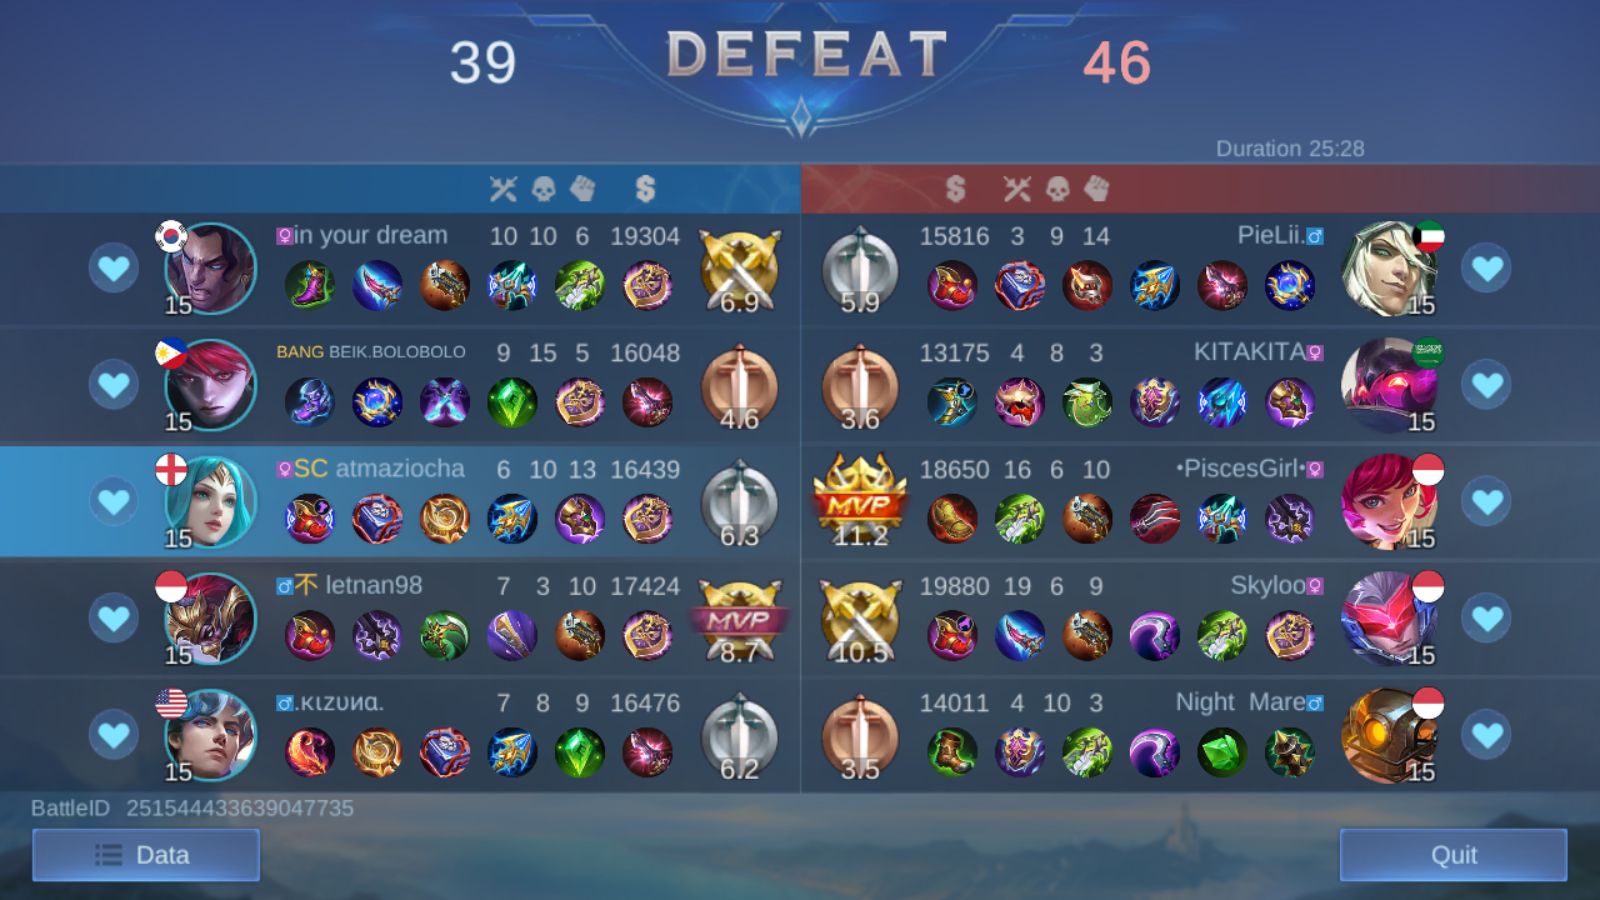 39 DEFEAT 46
Duration 25:28
in your dream 10 10 6 19304 6.9
15
5.9 15816 3 9 14 PieLii.
15
BANG BEIK.BOLOBOLO 9 15 5 16048 4.6
15
3.6 13175 4 8 3 KITAKITA
15
SC atmaziocha 6 10 13 16439 6.3
15
MVP 11.2 18650 16 6 10 •PiscesGirl•
15
不 letnan98 7 3 10 17424 MVP 8.7
15
10.5 19880 19 6 9 Skyloo
15
.κιzυиα. 7 8 9 16476 6.2
15
3.5 14011 4 10 3 Night Mare
15
BattleID 251544433639047735
Data
Quit